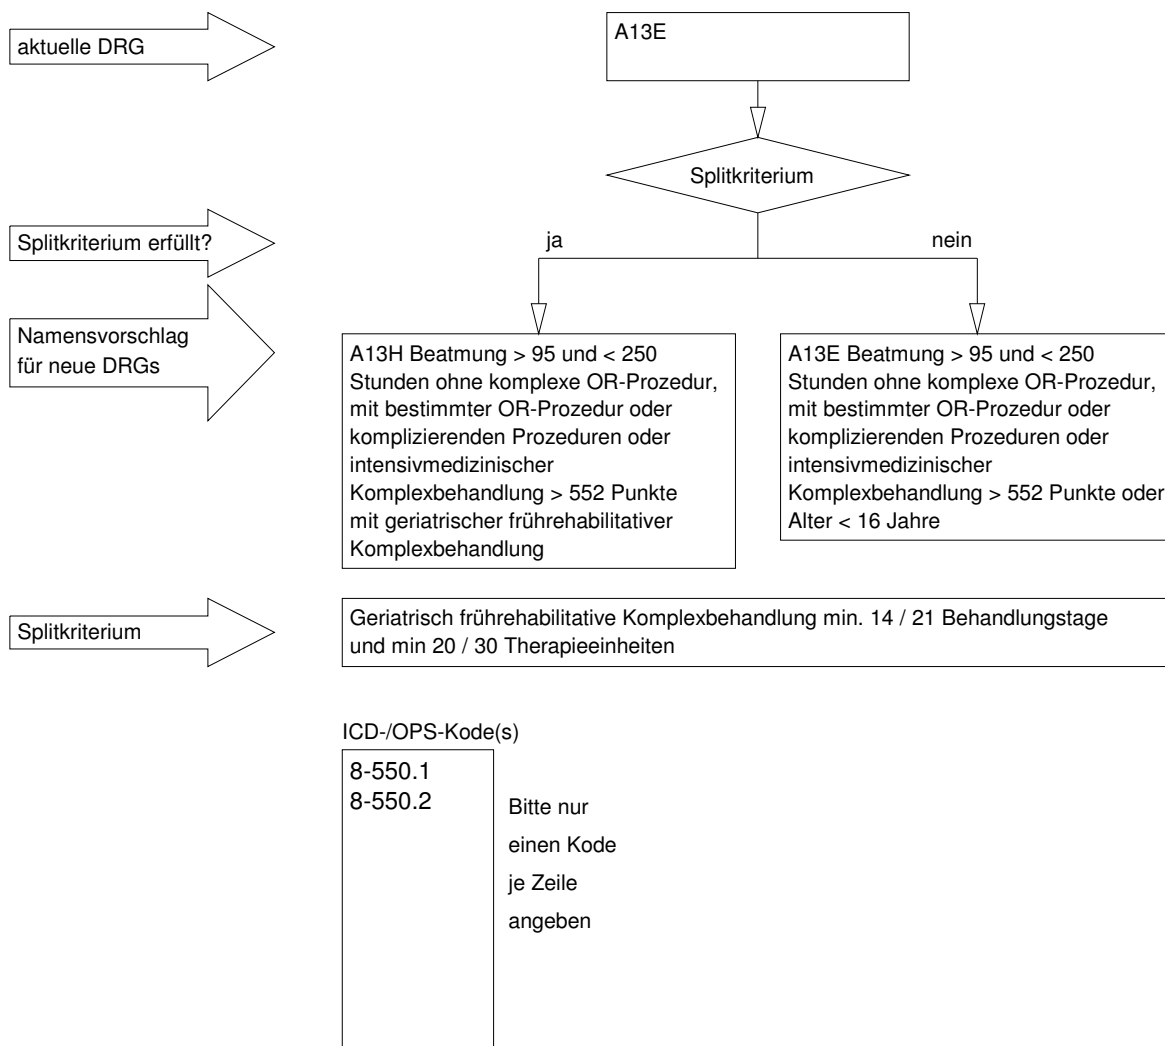 aktuelle DRG
A13E
Splitkriterium
Splitkriterium erfüllt?
ja
nein
Namensvorschlag
für neue DRGs
A13H Beatmung > 95 und < 250
Stunden ohne komplexe OR-Prozedur,
mit bestimmter OR-Prozedur oder
komplizierenden Prozeduren oder
intensivmedizinischer
Komplexbehandlung > 552 Punkte
mit geriatrischer frührehabilitativer
Komplexbehandlung
A13E Beatmung > 95 und < 250
Stunden ohne komplexe OR-Prozedur,
mit bestimmter OR-Prozedur oder
komplizierenden Prozeduren oder
intensivmedizinischer
Komplexbehandlung > 552 Punkte oder
Alter < 16 Jahre
Splitkriterium
Geriatrisch frührehabilitative Komplexbehandlung min. 14 / 21 Behandlungstage
und min 20 / 30 Therapieeinheiten
ICD-/OPS-Kode(s)
8-550.1
8-550.2
Bitte nur
einen Kode
je Zeile
angeben